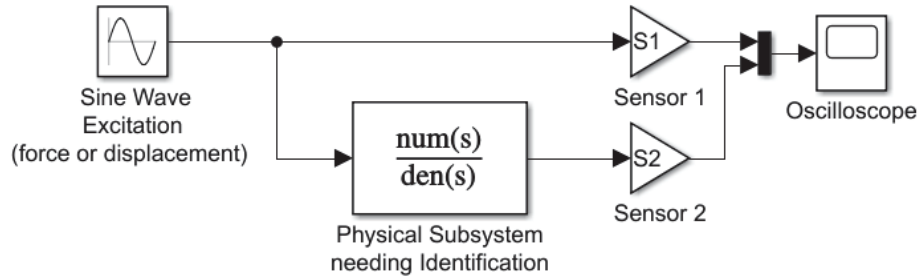 S1
Sensor 1
Oscilloscope
Sine Wave
Excitation
(force or displacement)
num(s)
den(s)
S2
Sensor 2
Physical Subsystem
needing Identification